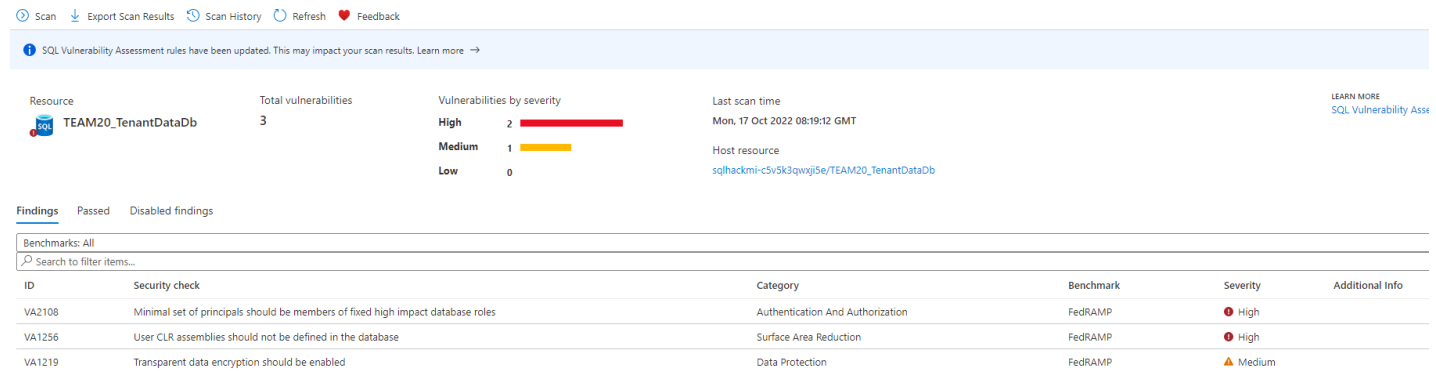 Scan Export Scan Results Scan History Refresh Feedback
SQL Vulnerability Assessment rules have been updated. This may impact your scan results. Learn more →
Resource
SQL
TEAM20_TenantDataDb
Total vulnerabilities
3
Vulnerabilities by severity
High 2
Medium 1
Low 0
Last scan time
Mon, 17 Oct 2022 08:19:12 GMT
Host resource
sqlhackmi-c5v5k3qwxji5e/TEAM20_TenantDataDb
LEARN MORE
SQL Vulnerability Asse
Findings Passed Disabled findings
Benchmarks: All
Search to filter items...
ID Security check Category Benchmark Severity Additional Info
VA2108 Minimal set of principals should be members of fixed high impact database roles Authentication And Authorization FedRAMP High
VA1256 User CLR assemblies should not be defined in the database Surface Area Reduction FedRAMP High
VA1219 Transparent data encryption should be enabled Data Protection FedRAMP Medium